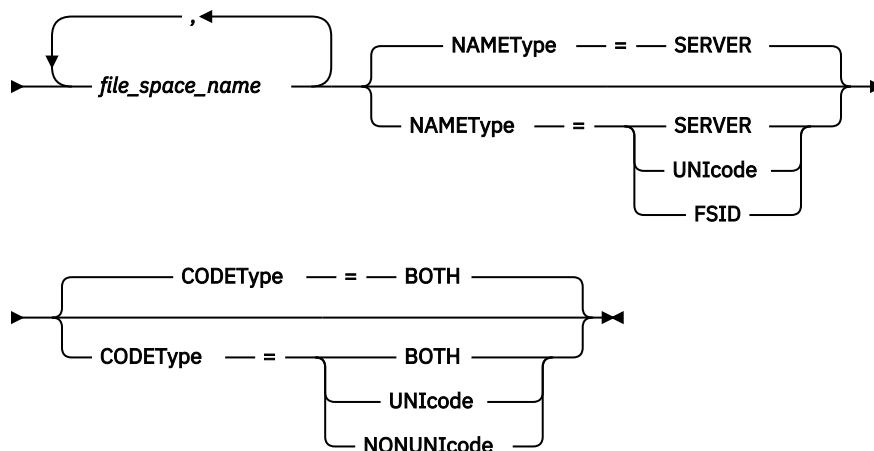 ,
NAMEType = SERVER
file_space_name
NAMEType = SERVER
UNIcode
FSID
CODEType = BOTH
CODEType = BOTH
UNIcode
NONUNIcode